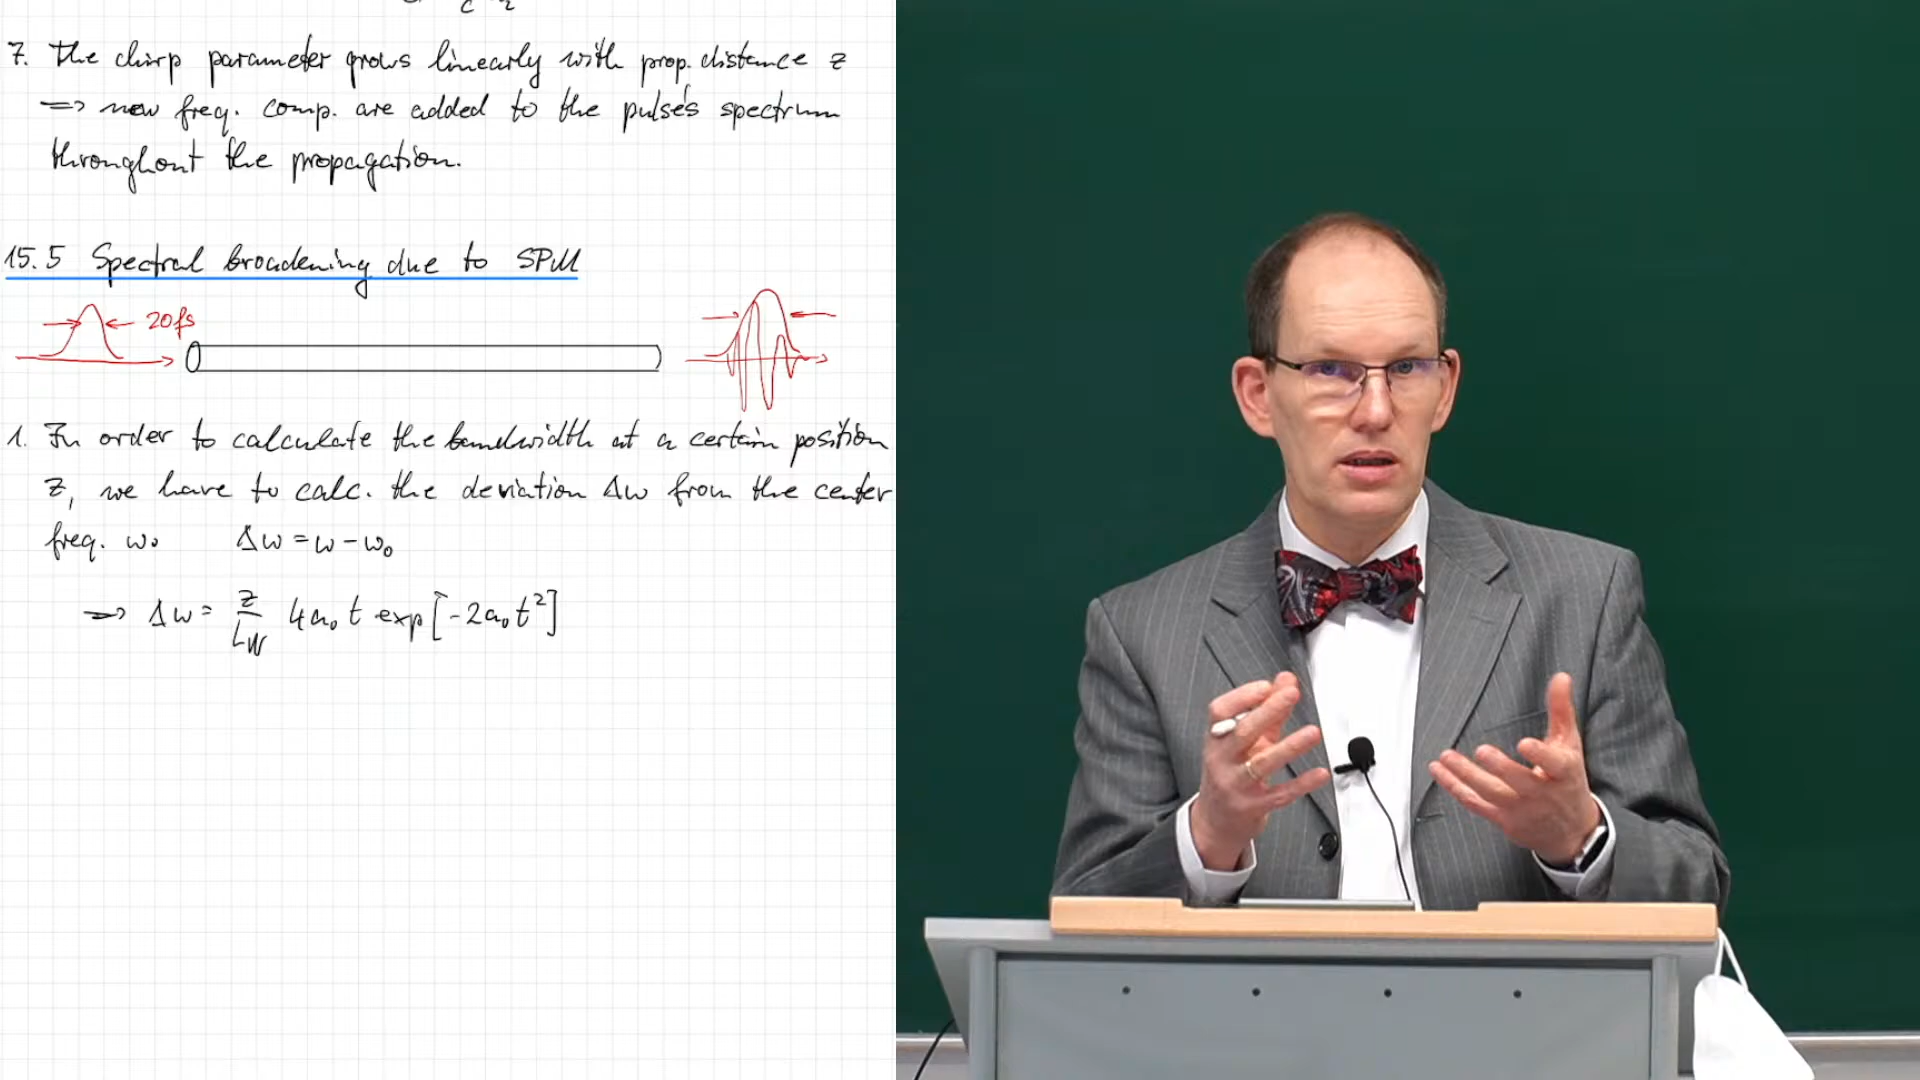 7. The chirp parameter grows linearly with prop. distance z
=> new freq. comp. are added to the pulse's spectrum
throughout the propagation.
15.5 Spectral broadening due to SPM
20fs
1. In order to calculate the bandwidth at a certain position
z, we have to calc. the deviation Δω from the center
freq. ω₀ Δω = ω - ω₀
=> Δω = z/L_N 4a₀ t exp[-2a₀t²]